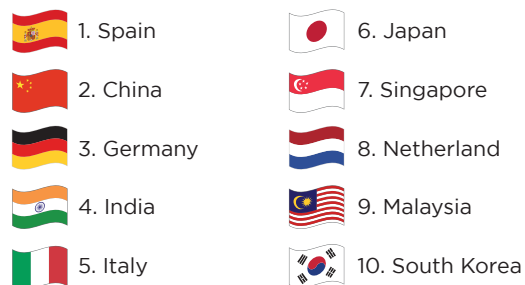 1. Spain
2. China
3. Germany
4. India
5. Italy
6. Japan
7. Singapore
8. Netherland
9. Malaysia
10. South Korea